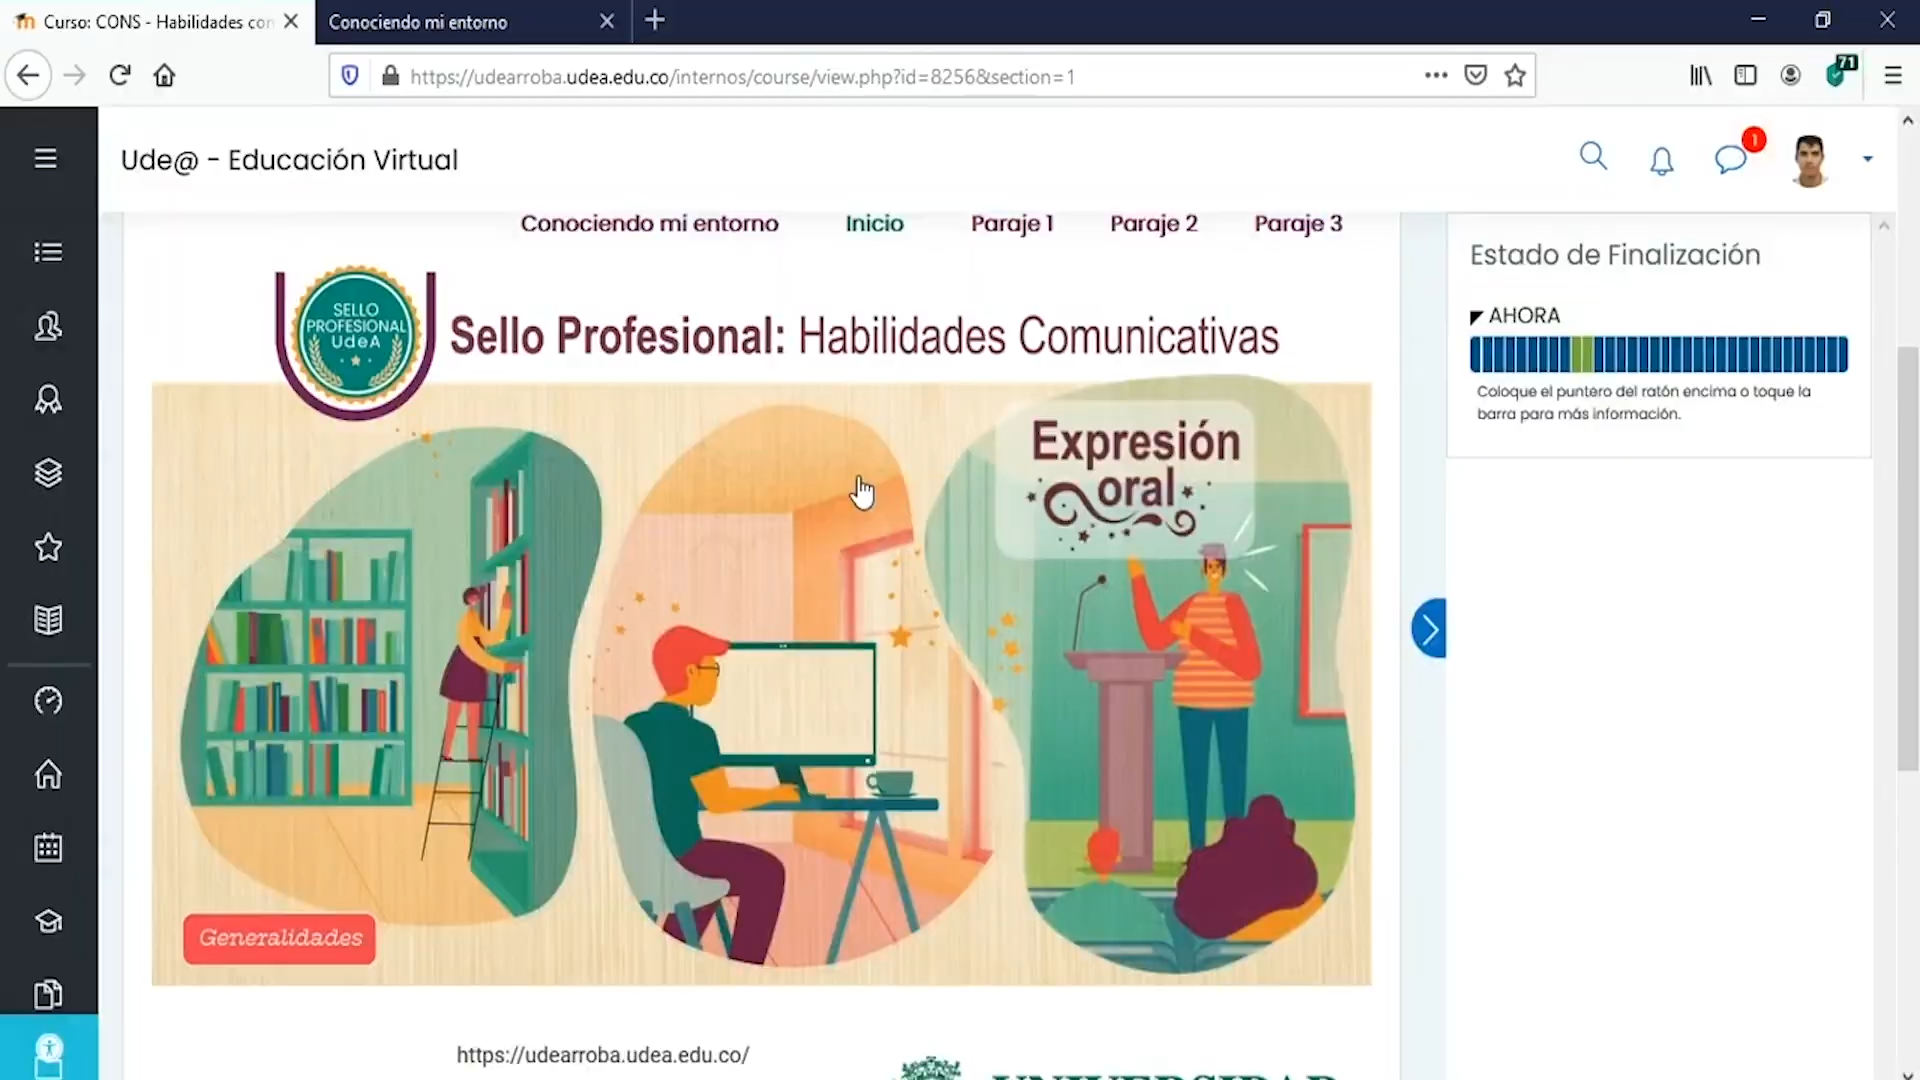 Curso: CONS - Habilidades con
Conociendo mi entorno
https://udearroba.udea.edu.co/internos/course/view.php?id=8256&section=1
71
Ude@ - Educación Virtual
1
Conociendo mi entorno
Inicio
Paraje 1
Paraje 2
Paraje 3
Estado de Finalización
AHORA
Coloque el puntero del ratón encima o toque la
barra para más información.
SELLO
PROFESIONAL
UdeA
Sello Profesional: Habilidades Comunicativas
Expresión
oral
Generalidades
https://udearroba.udea.edu.co/
UNIVERSIDAD